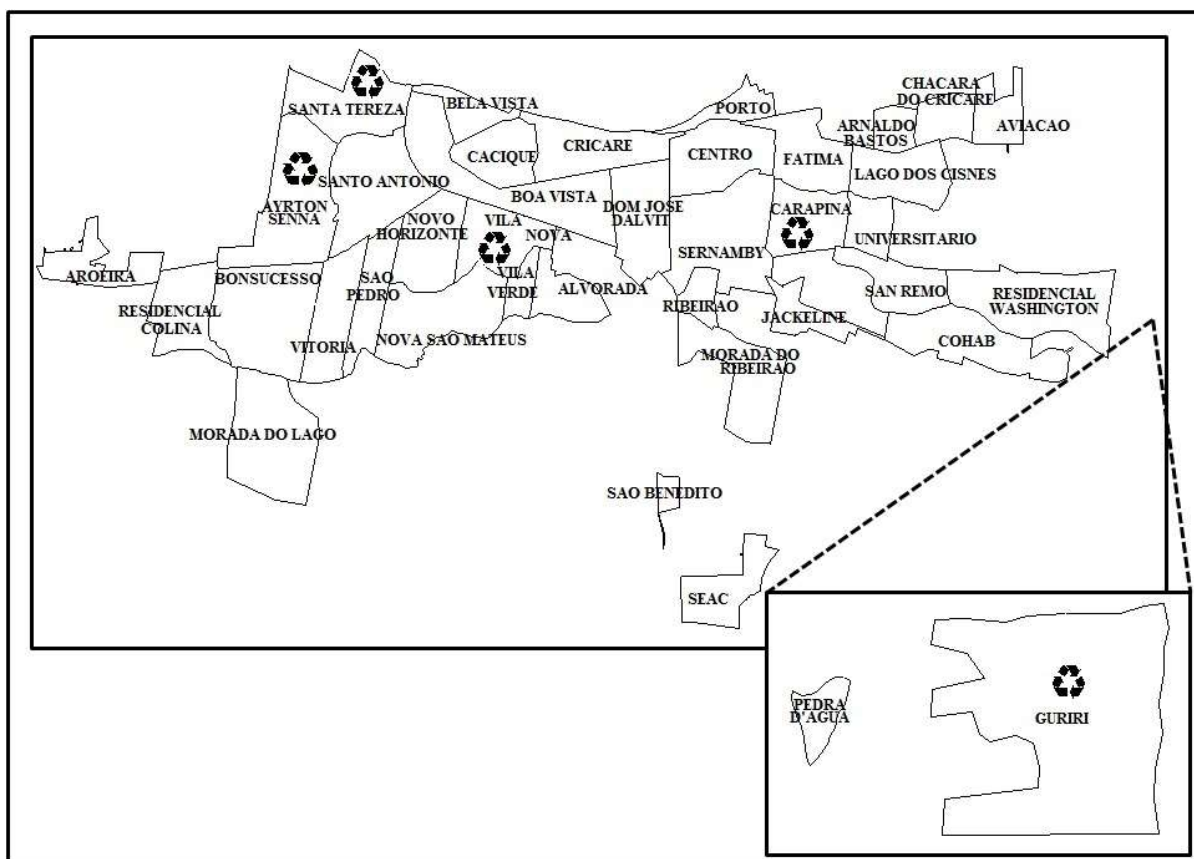 SANTA TEREZA
BELA VISTA
PORTO
CHACARA
DO CRICARE
ARNALDO
BASTOS
AVIACAO
CACIQUE
CRICARE
CENTRO
FATIMA
LAGO DOS CISNES
SANTO ANTONIO
AYRTON
SENNA
BOA VISTA
DOM JOSE
DALVIT
CARAPINA
NOVO
HORIZONTE
VILA
NOVA
SERNAMBY
UNIVERSITARIO
AROEIRA
BONSUCESSO
SAO
PEDRO
VILA
VERDE
ALVORADA
RIBEIRAO
SAN REMO
RESIDENCIAL
WASHINGTON
RESIDENCIAL
COLINA
VITORIA
NOVA SAO MATEUS
JACKELINE
COHAB
MORADA DO
RIBEIRAO
MORADA DO LAGO
SAO BENEDITO
SEAC
PEDRA
D'AGUA
GURIRI